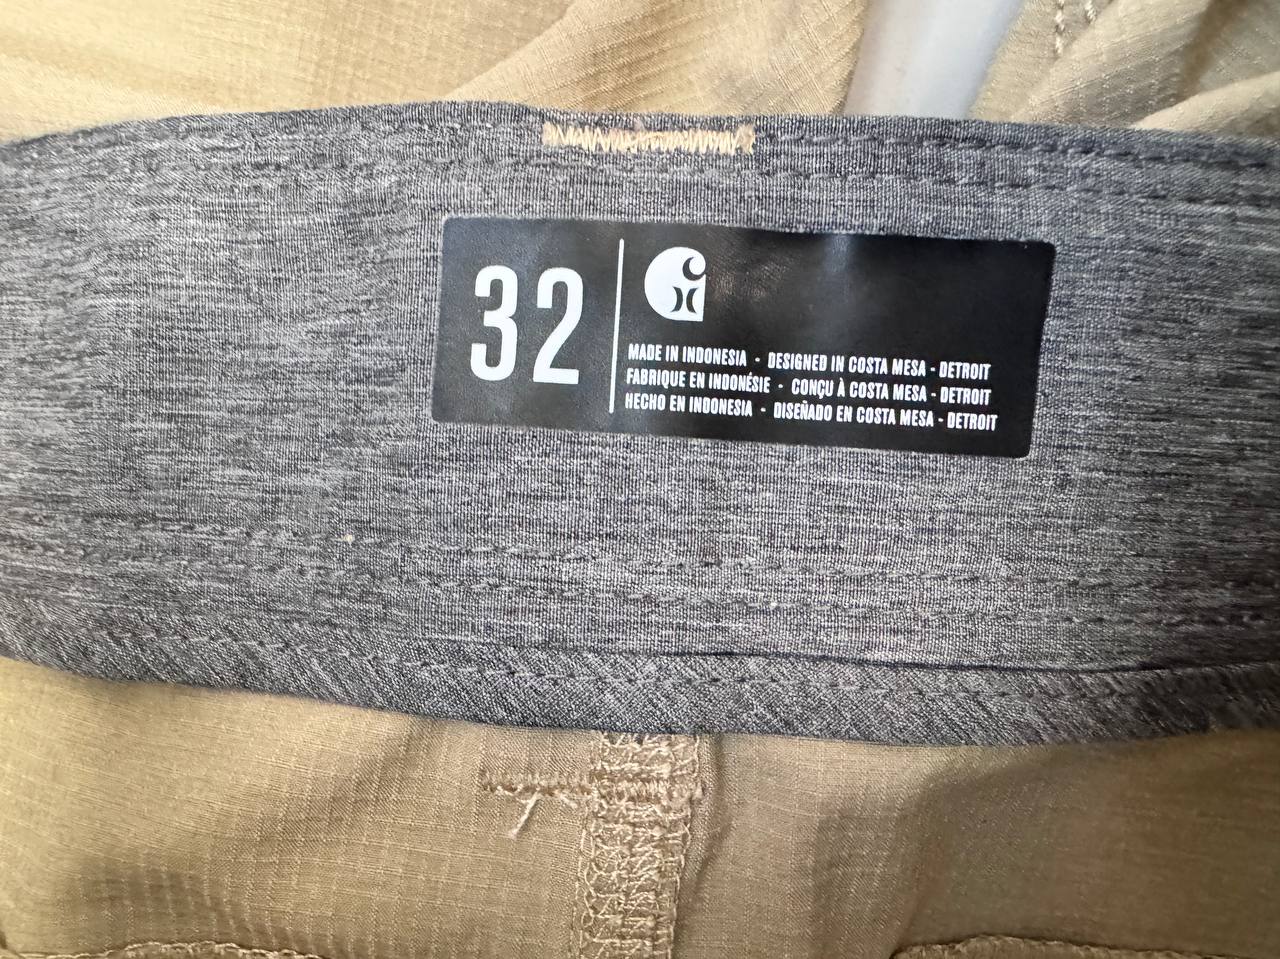 32
MADE IN INDONESIA - DESIGNED IN COSTA MESA - DETROIT
FABRIQUE EN INDONÉSIE - CONÇU À COSTA MESA - DETROIT
HECHO EN INDONESIA - DISEÑADO EN COSTA MESA - DETROIT